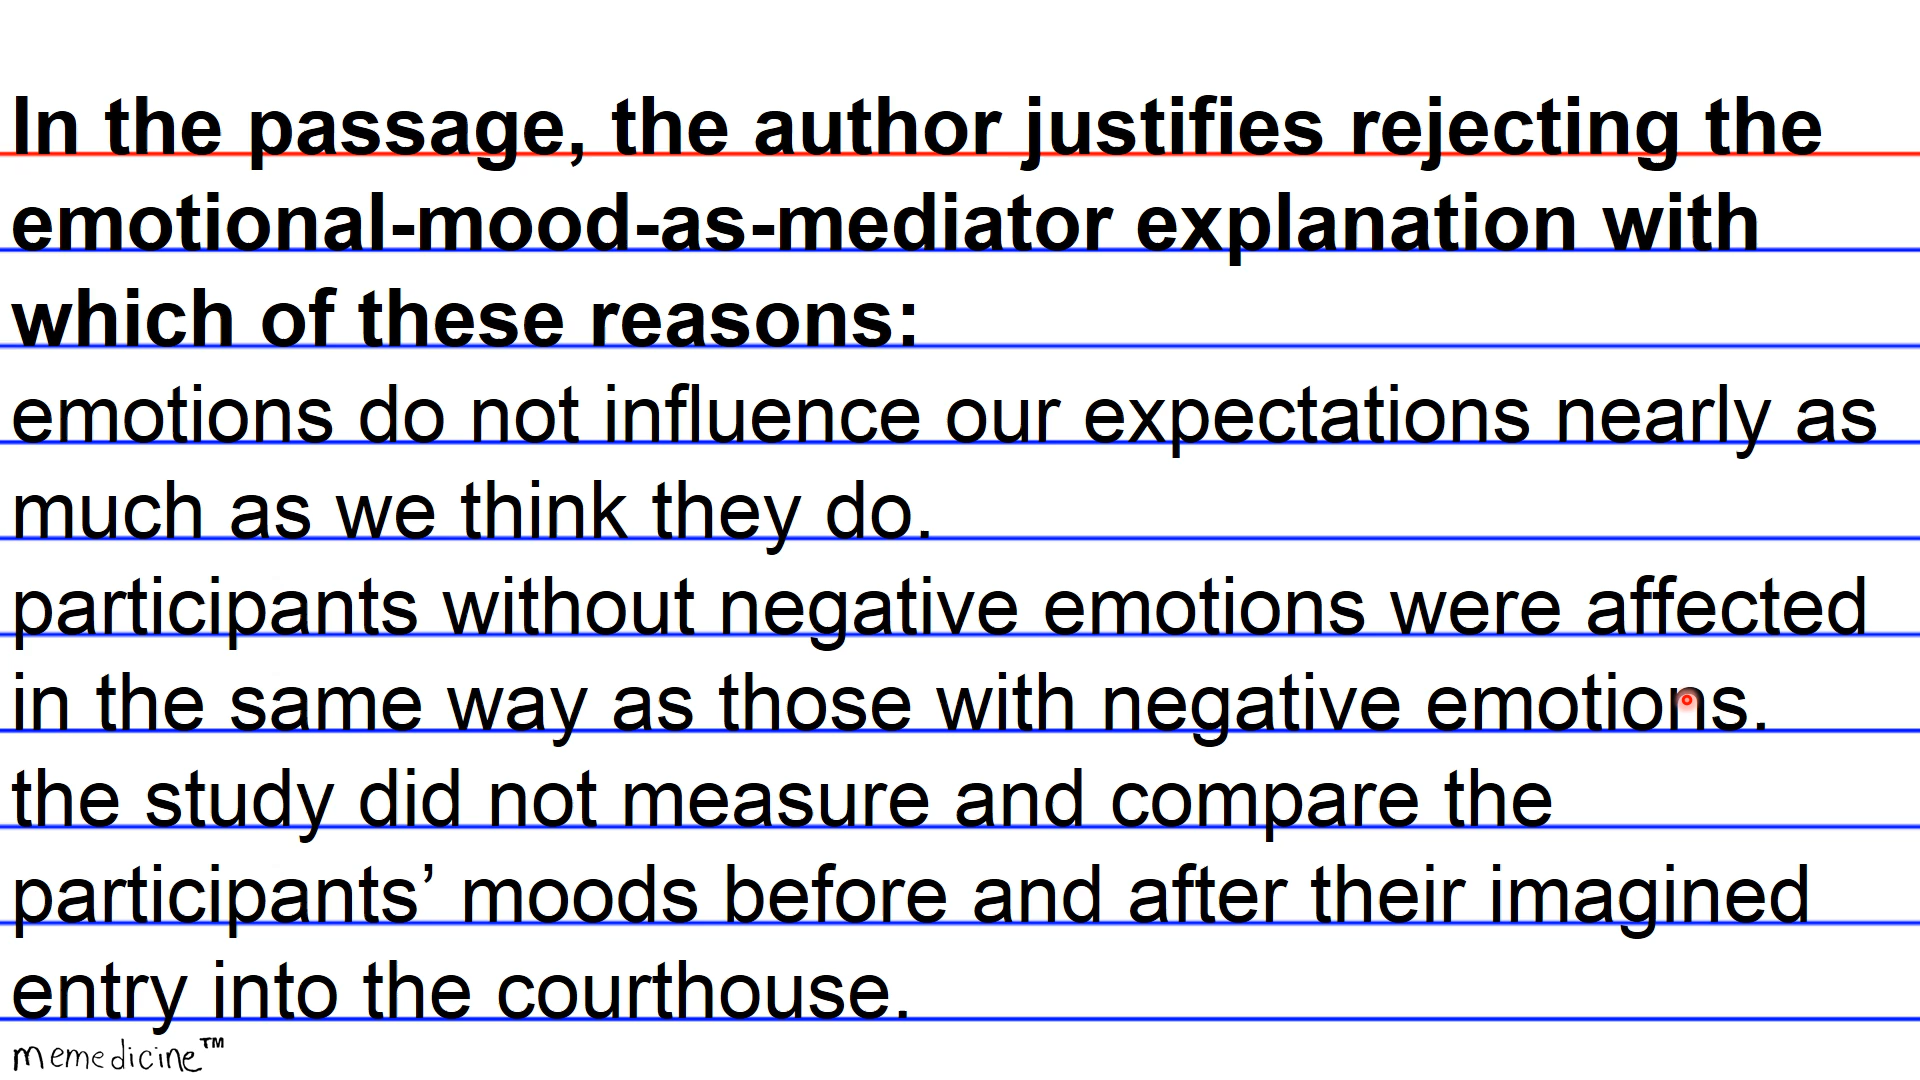 In the passage, the author justifies rejecting the
emotional-mood-as-mediator explanation with
which of these reasons:
emotions do not influence our expectations nearly as
much as we think they do.
participants without negative emotions were affected
in the same way as those with negative emotions.
the study did not measure and compare the
participants’ moods before and after their imagined
entry into the courthouse.
memedicine™